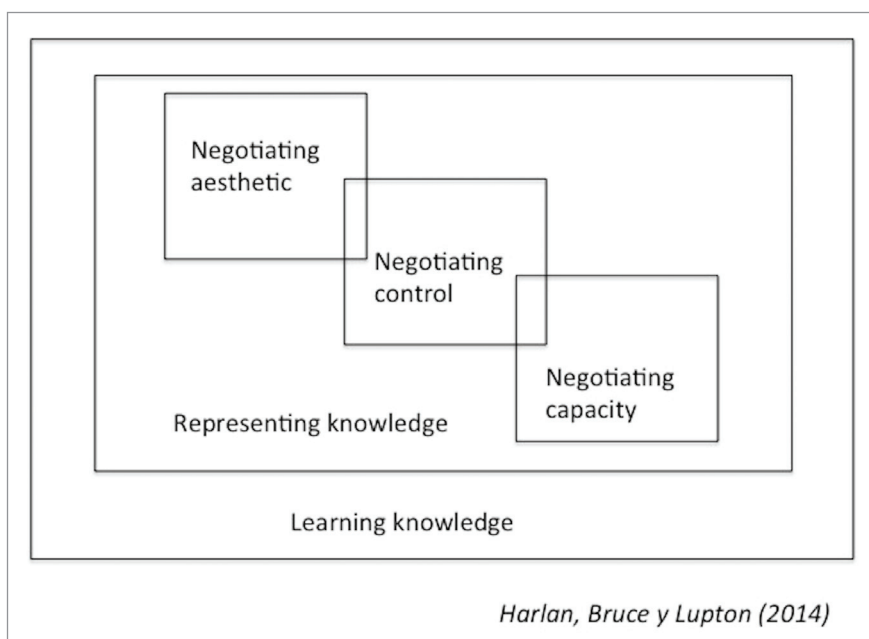 Negotiating
aesthetic
Negotiating
control
Negotiating
capacity
Representing knowledge
Learning knowledge
Harlan, Bruce y Lupton (2014)